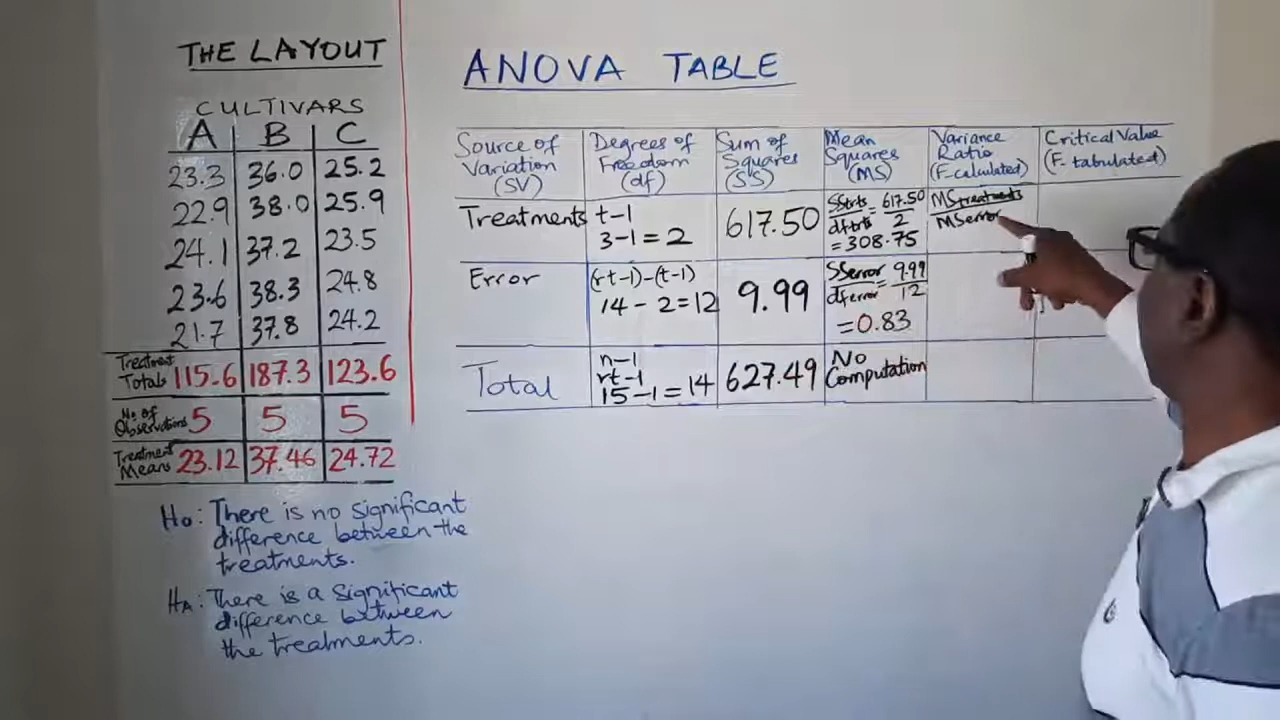 THE LAYOUT
CULTIVARS
A B C
23.3 36.0 25.2
22.9 38.0 25.9
24.1 37.2 23.5
23.6 38.3 24.8
21.7 37.8 24.2
Treatment
Totals 115.6 187.3 123.6
No of
Observations 5 5 5
Treatment
Means 23.12 37.46 24.72
Ho: There is no significant
difference between the
treatments.
HA: There is a significant
difference between
the treatments.
ANOVA TABLE
Source of
Variation
(SV)
Degrees of
Freedom
(df)
Sum of
Squares
(SS)
Mean
Squares
(MS)
Variance
Ratio
(F-calculated)
Critical Value
(F-tabulated)
Treatments
t-1
3-1=2
617.50
SStrts = 617.50
dftrts 2
= 308.75
MStreatments
MSerror
Error
(rt-1)-(t-1)
14-2=12
9.99
SSerror = 9.99
dferror 12
=0.83
Total
n-1
rt-1
15-1=14
627.49
No
Computation